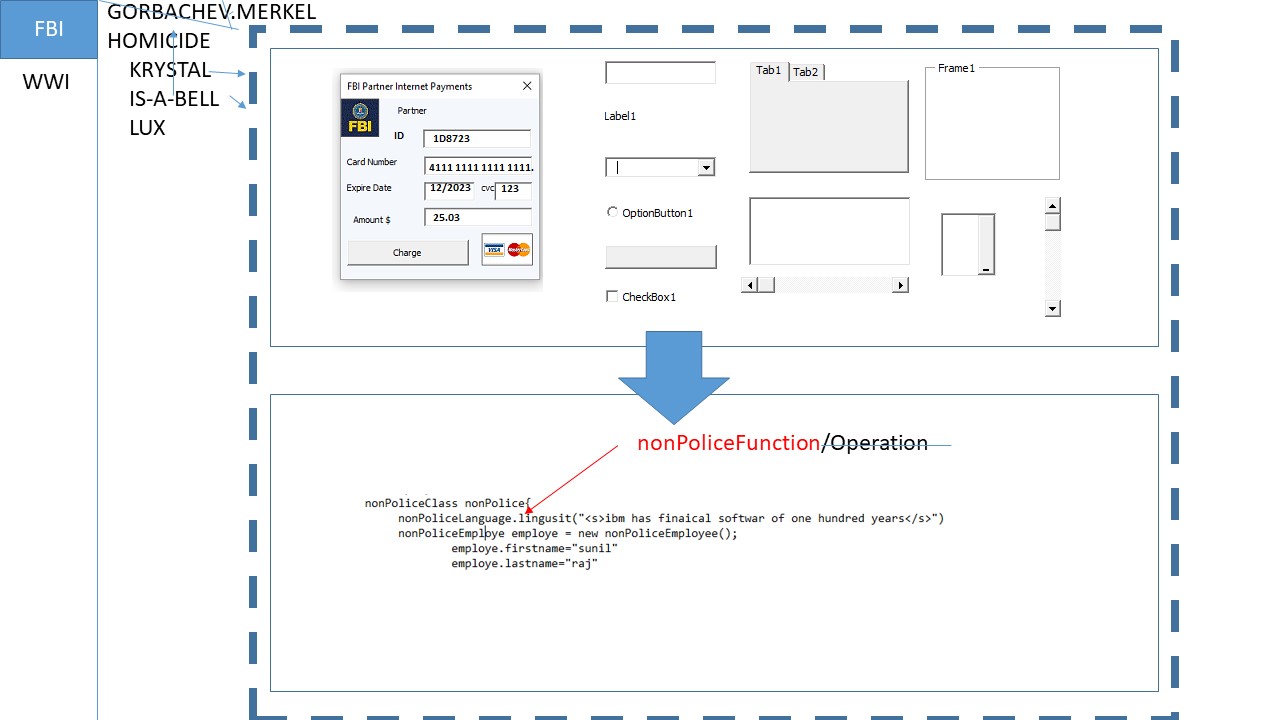 FBI
WWI
GORBACHEV.MERKEL
HOMICIDE
KRYSTAL
IS-A-BELL
LUX
FBI Partner Internet Payments
FBI
Partner
ID 1D8723
Card Number 4111 1111 1111 1111.
Expire Date 12/2023 cvc 123
Amount $ 25.03
Charge
VISA MasterCard
Label1
OptionButton1
CheckBox1
Tab1 Tab2
Frame1
nonPoliceFunction/Operation
nonPoliceClass nonPolice{
nonPoliceLanguage.lingusit("<s>ibm has finaical softwar of one hundred years</s>")
nonPoliceEmploye employe = new nonPoliceEmployee();
employe.firstname="sunil"
employe.lastname="raj"